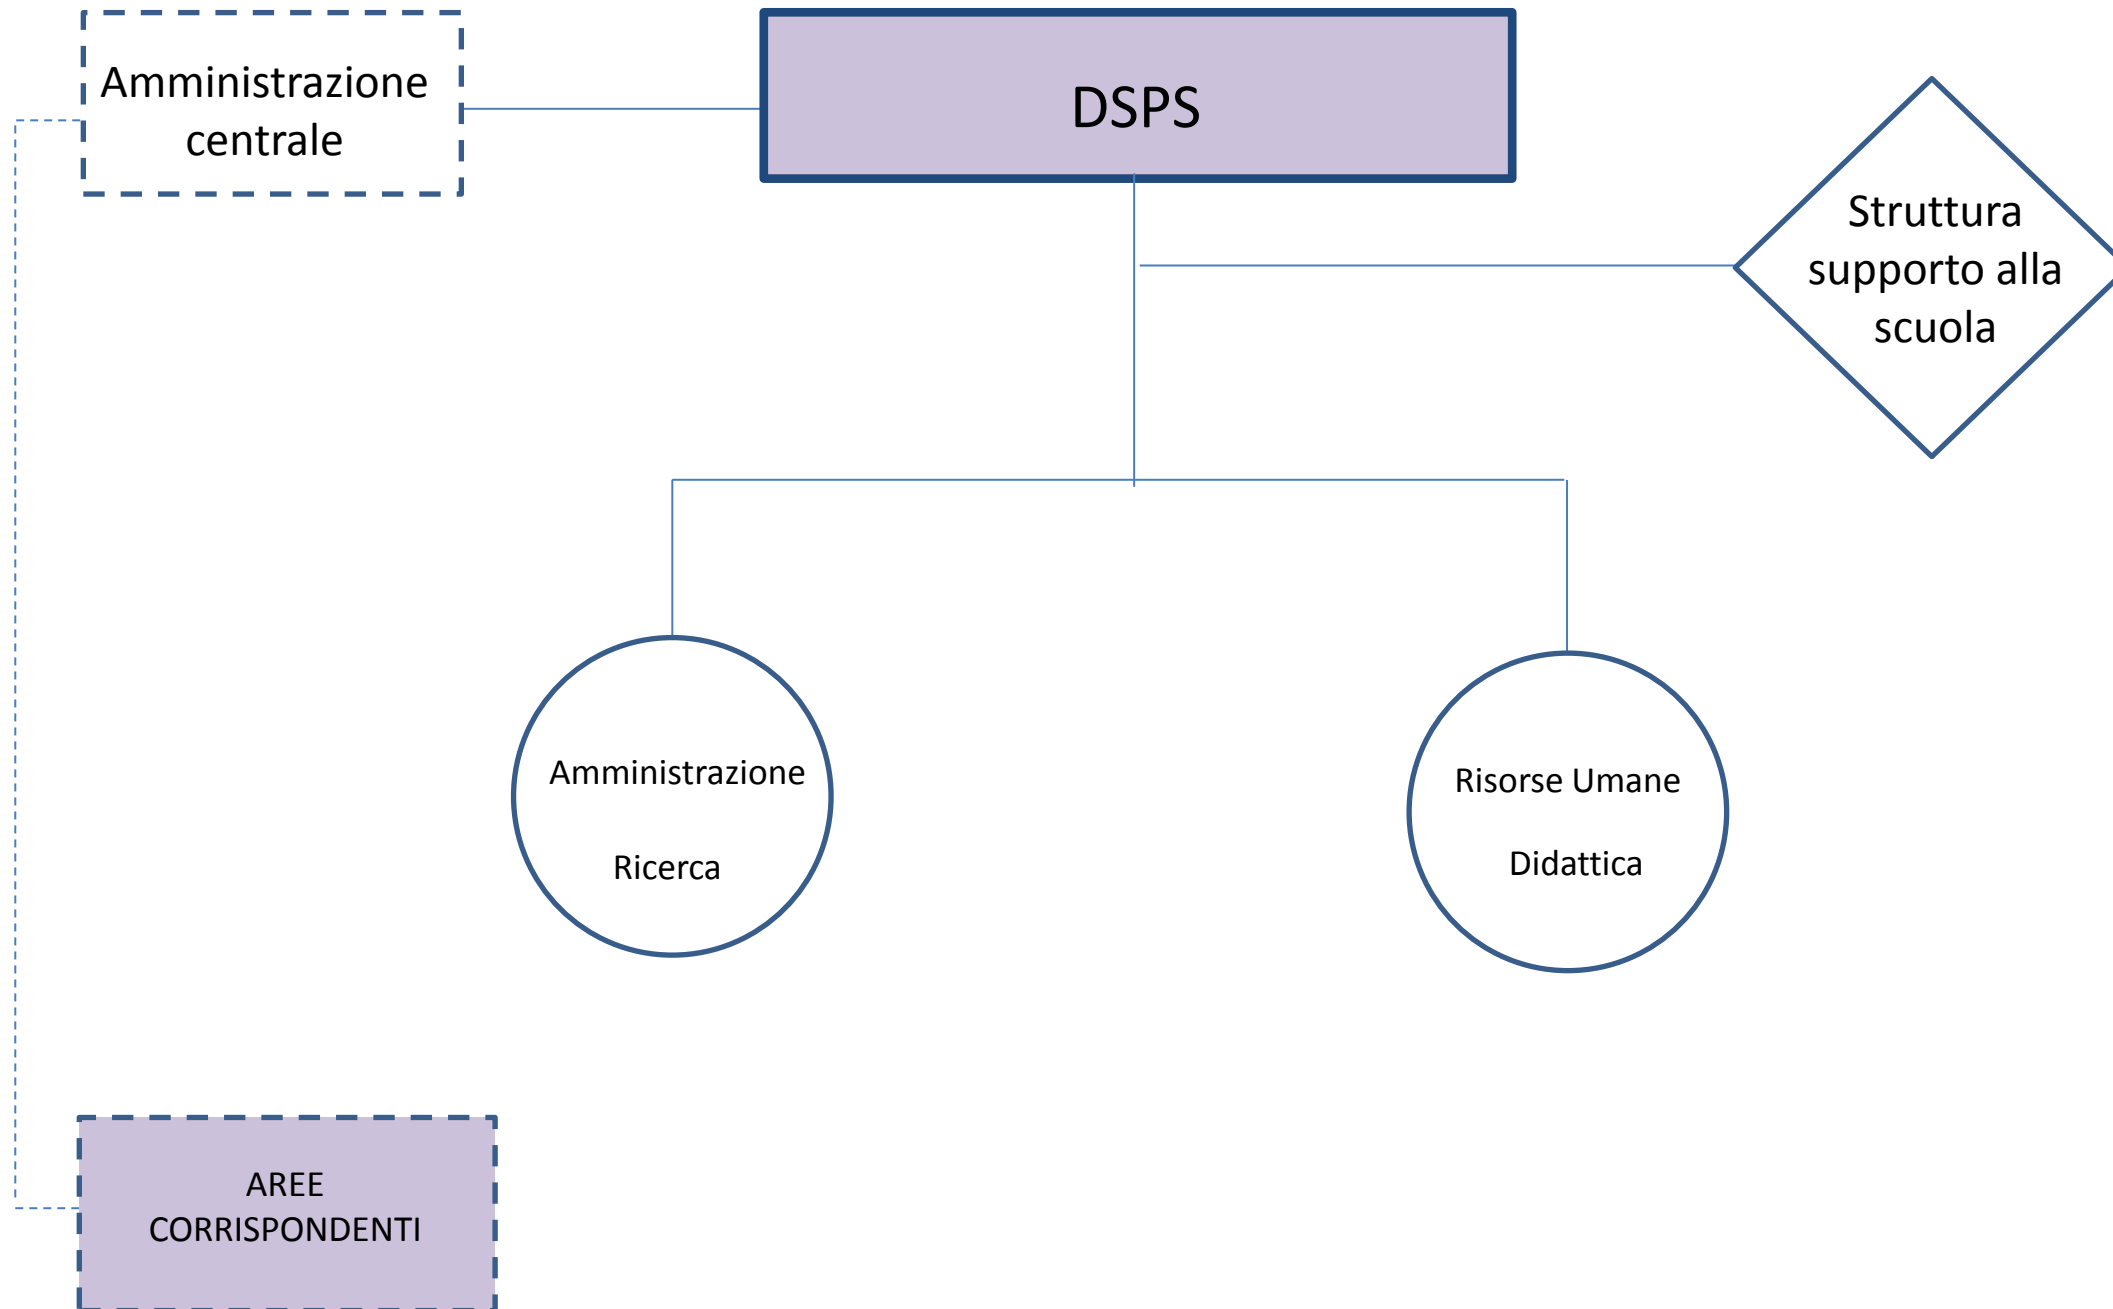 Amministrazione
centrale
DSPS
Struttura
supporto alla
scuola
Amministrazione
Ricerca
Risorse Umane
Didattica
AREE
CORRISPONDENTI